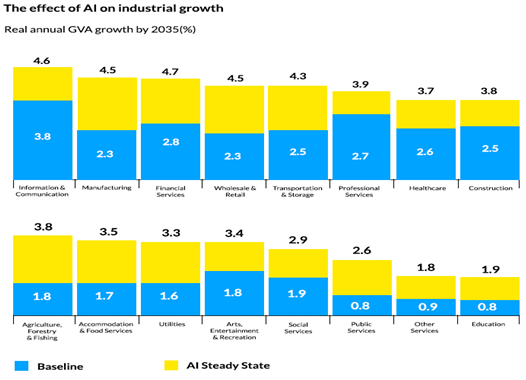 The effect of AI on industrial growth
Real annual GVA growth by 2035(%)
4.6 4.5 4.7 4.5 4.3 3.9 3.7 3.8
3.8 2.3 2.8 2.3 2.5 2.7 2.6 2.5
Information & Manufacturing Financial Wholesale & Transportation Professional Healthcare Construction
Communication Services Retail & Storage Services
3.8 3.5 3.3 3.4 2.9 2.6 1.8 1.9
1.8 1.7 1.6 1.8 1.9 0.8 0.9 0.8
Agriculture, Accommodation Utilities Arts, Social Public Other Education
Forestry & Food Services Entertainment Services Services Services
& Fishing & Recreation
Baseline AI Steady State